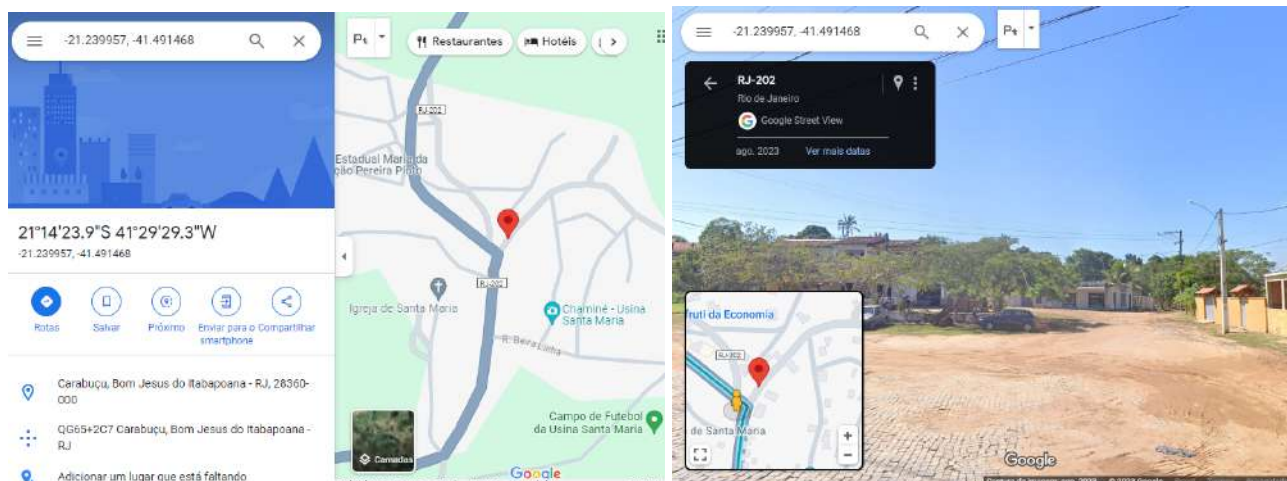 -21.239957, -41.491468
21°14'23.9"S 41°29'29.3"W
-21.239957, -41.491468
Rotas
Salvar
Próximo
Enviar para o smartphone
Compartilhar
Carabuçu, Bom Jesus do Itabapoana - RJ, 28360-
000
QG65+2C7 Carabuçu, Bom Jesus do Itabapoana -
RJ
Adicionar um lugar que está faltando
Restaurantes
Hotéis
RJ-202
Estadual Maria da
ção Pereira Pinto
RJ-202
Igreja de Santa Maria
Chaminé - Usina
Santa Maria
R. Beira Linha
Campo de Futebol
da Usina Santa Maria
Camadas
Google
-21.239957, -41.491468
RJ-202
Rio de Janeiro
Google Street View
ago. 2023 Ver mais datas
fruti da Economia
RJ-202
de Santa Maria
Google